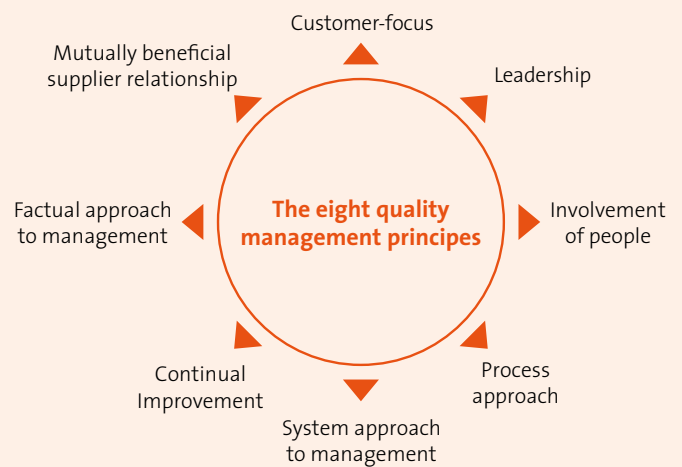 Customer-focus
Leadership
Involvement
of people
Process
approach
System approach
to management
Continual
Improvement
Factual approach
to management
Mutually beneficial
supplier relationship
The eight quality
management principes